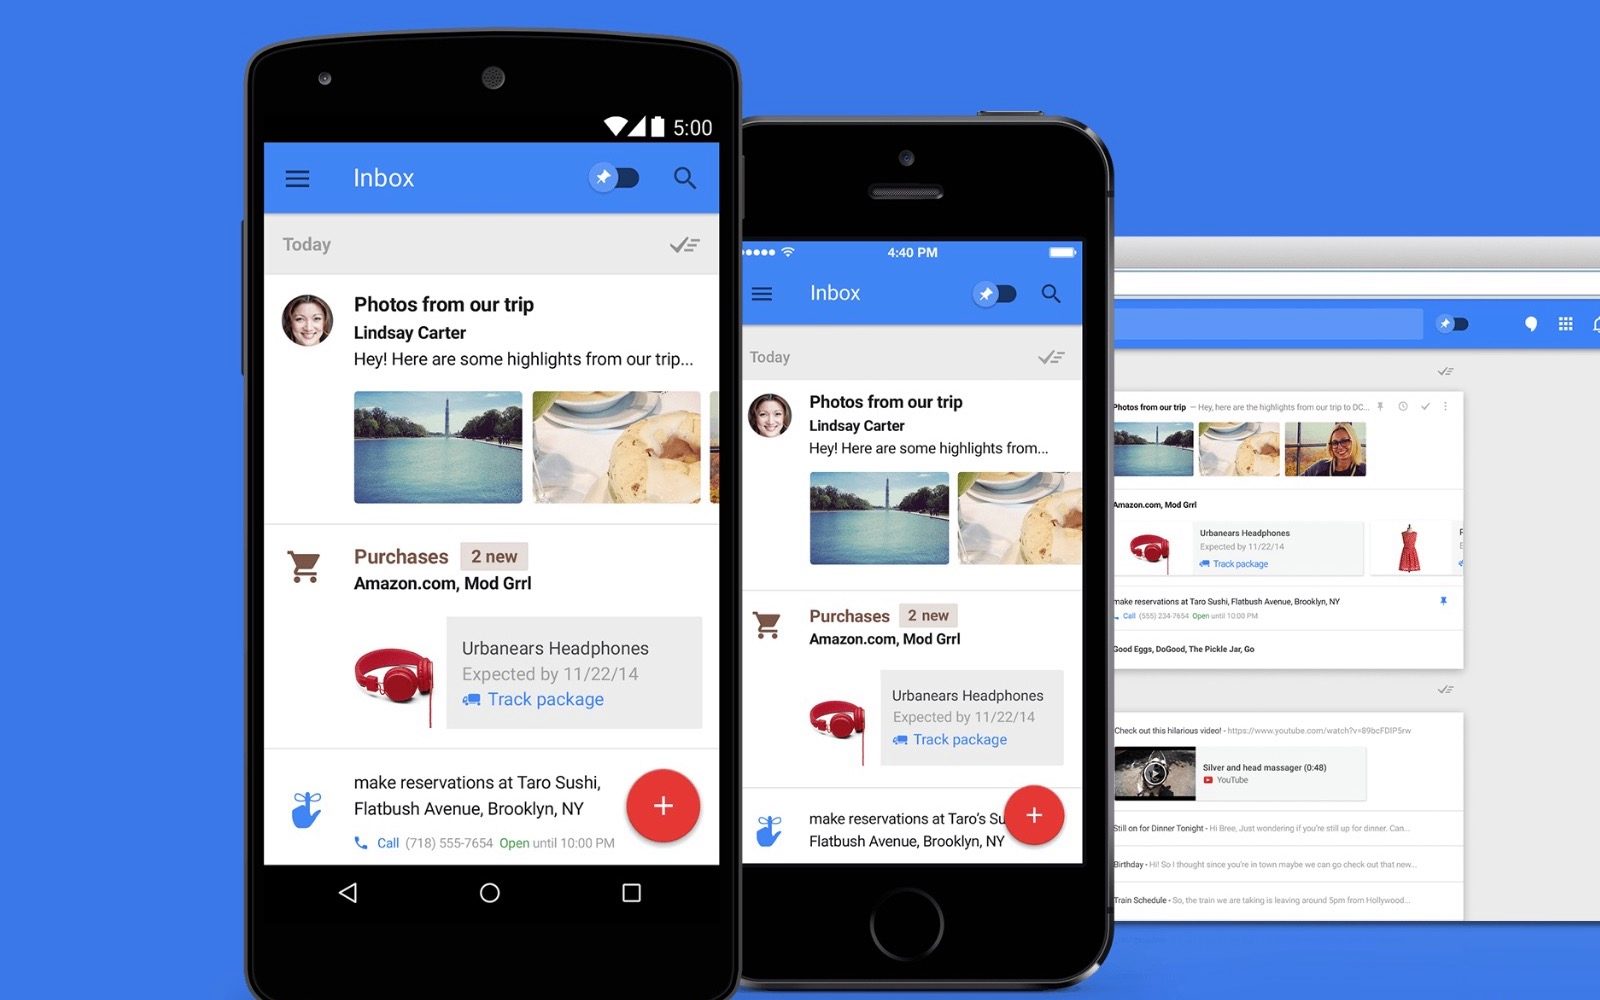 5:00
Inbox
Today
Photos from our trip
Lindsay Carter
Hey! Here are some highlights from our trip...
Purchases 2 new
Amazon.com, Mod Grrl
Urbanears Headphones
Expected by 11/22/14
Track package
make reservations at Taro Sushi,
Flatbush Avenue, Brooklyn, NY
Call (718) 555-7654 Open until 10:00 PM
4:40 PM
Inbox
Today
Photos from our trip
Lindsay Carter
Hey! Here are some highlights from...
Purchases 2 new
Amazon.com, Mod Grrl
Urbanears Headphones
Expected by 11/22/14
Track package
make reservations at Taro's Su
Flatbush Avenue, Brooklyn, NY
Photos from our trip – Hey, here are the highlights from our trip to DC...
Amazon.com, Mod Grrl
Urbanears Headphones
Expected by 11/22/14
Track package
make reservations at Taro Sushi, Flatbush Avenue, Brooklyn, NY
Call (555) 234-7654 Open until 10:00 PM
Good Eggs, DoGood, The Pickle Jar, Go
Check out this hilarious video! - https://www.youtube.com/watch?v=89bcFDIP5rw
Silver and head massager (0:48)
YouTube
Still on for Dinner Tonight - Hi Bree, Just wondering if you're still up for dinner. Can...
Birthday - Hi! So I thought since you're in town maybe we can go check out that new...
Train Schedule - So, the train we are taking is leaving around 5pm from Hollywood...